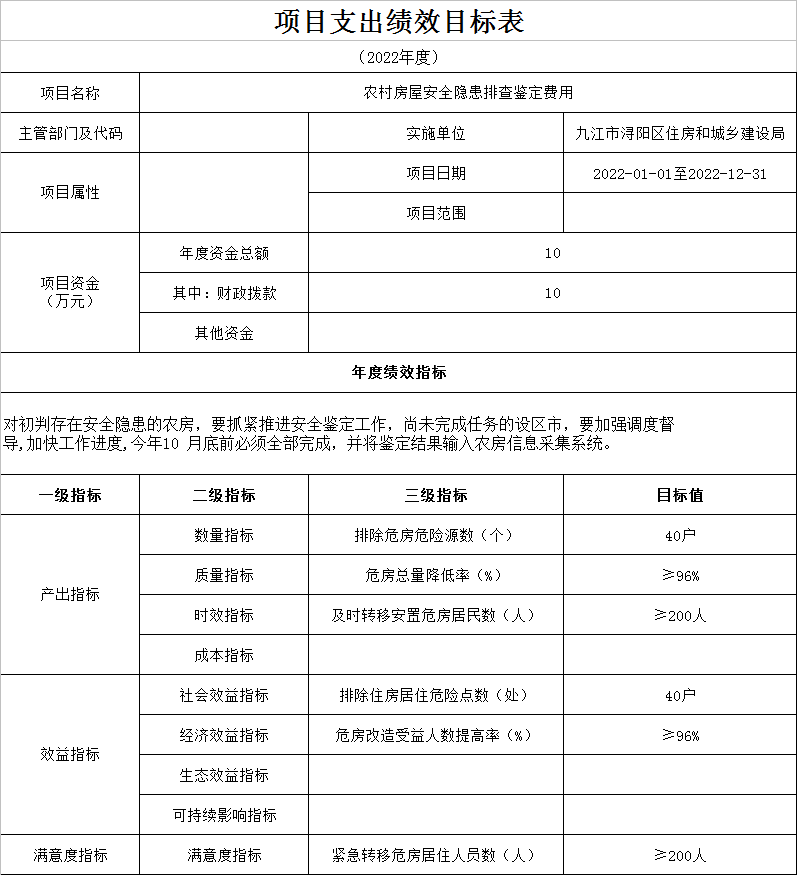 项目支出绩效目标表
（2022年度）
项目名称 农村房屋安全隐患排查鉴定费用
主管部门及代码 实施单位 九江市浔阳区住房和城乡建设局
项目属性 项目日期 2022-01-01至2022-12-31
项目范围
项目资金
（万元）
年度资金总额 10
其中：财政拨款 10
其他资金
年度绩效指标
对初判存在安全隐患的农房，要抓紧推进安全鉴定工作，尚未完成任务的设区市，要加强调度督
导,加快工作进度,今年10 月底前必须全部完成，并将鉴定结果输入农房信息采集系统。
一级指标 二级指标 三级指标 目标值
产出指标 数量指标 排除危房危险源数（个） 40户
质量指标 危房总量降低率（%） ≥96%
时效指标 及时转移安置危房居民数（人） ≥200人
成本指标
效益指标 社会效益指标 排除住房居住危险点数（处） 40户
经济效益指标 危房改造受益人数提高率（%） ≥96%
生态效益指标
可持续影响指标
满意度指标 满意度指标 紧急转移危房居住人员数（人） ≥200人